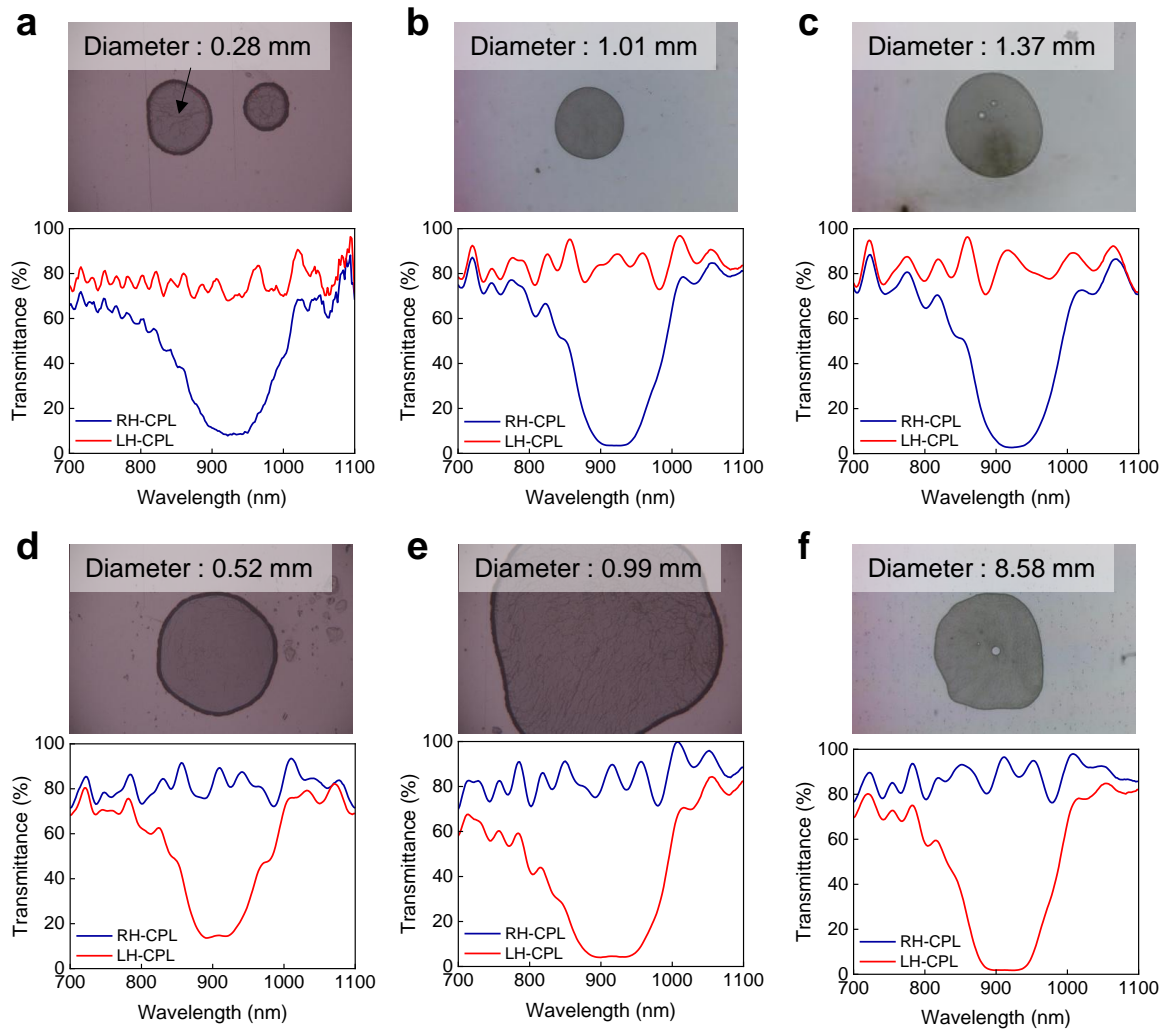 a
Diameter : 0.28 mm
b
Diameter : 1.01 mm
c
Diameter : 1.37 mm
100
80
60
40
20
0
Transmittance (%)
RH-CPL
LH-CPL
700 800 900 1000 1100
Wavelength (nm)
100
80
60
40
20
0
Transmittance (%)
RH-CPL
LH-CPL
700 800 900 1000 1100
Wavelength (nm)
100
80
60
40
20
0
Transmittance (%)
RH-CPL
LH-CPL
700 800 900 1000 1100
Wavelength (nm)
d
Diameter : 0.52 mm
e
Diameter : 0.99 mm
f
Diameter : 8.58 mm
100
80
60
40
20
0
Transmittance (%)
RH-CPL
LH-CPL
700 800 900 1000 1100
Wavelength (nm)
100
80
60
40
20
0
Transmittance (%)
RH-CPL
LH-CPL
700 800 900 1000 1100
Wavelength (nm)
100
80
60
40
20
0
Transmittance (%)
RH-CPL
LH-CPL
700 800 900 1000 1100
Wavelength (nm)